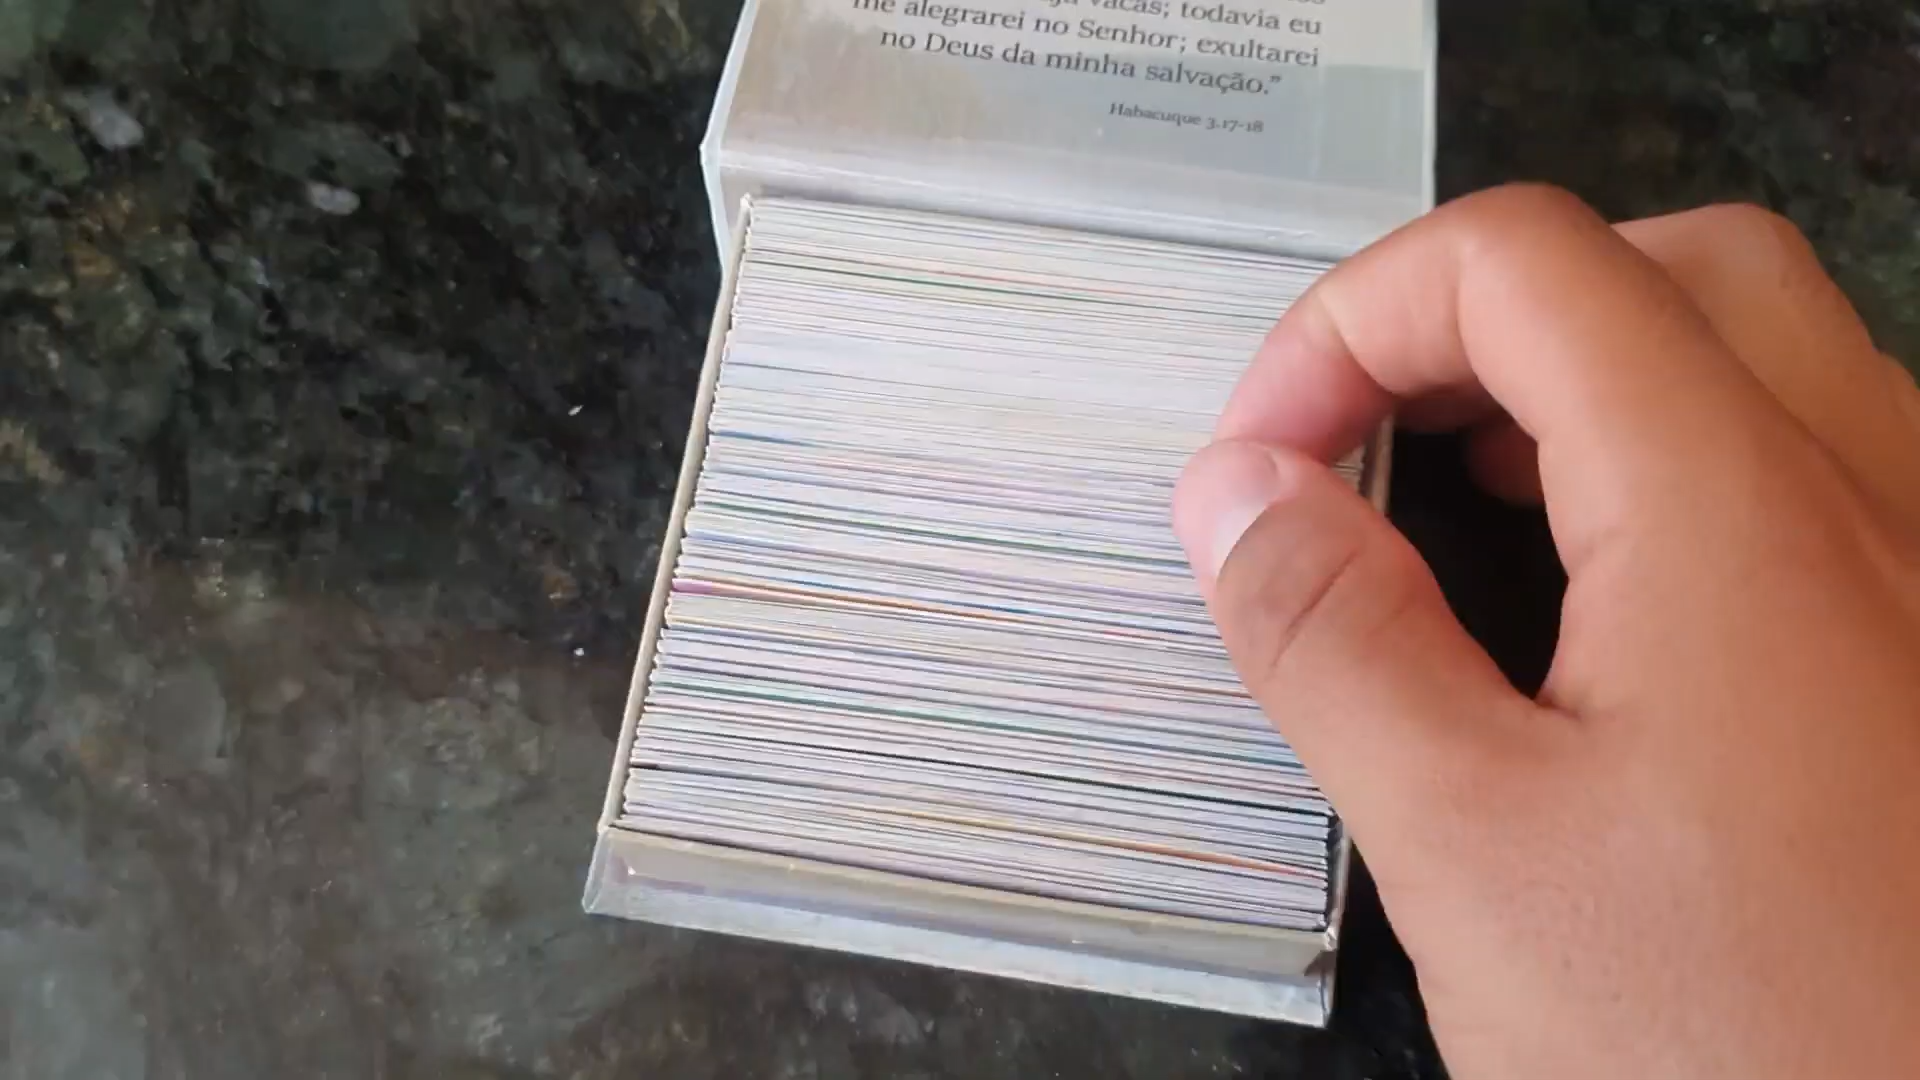 vacas; todavia eu
me alegrarei no Senhor; exultarei
no Deus da minha salvação.”
Habacuque 3.17-18